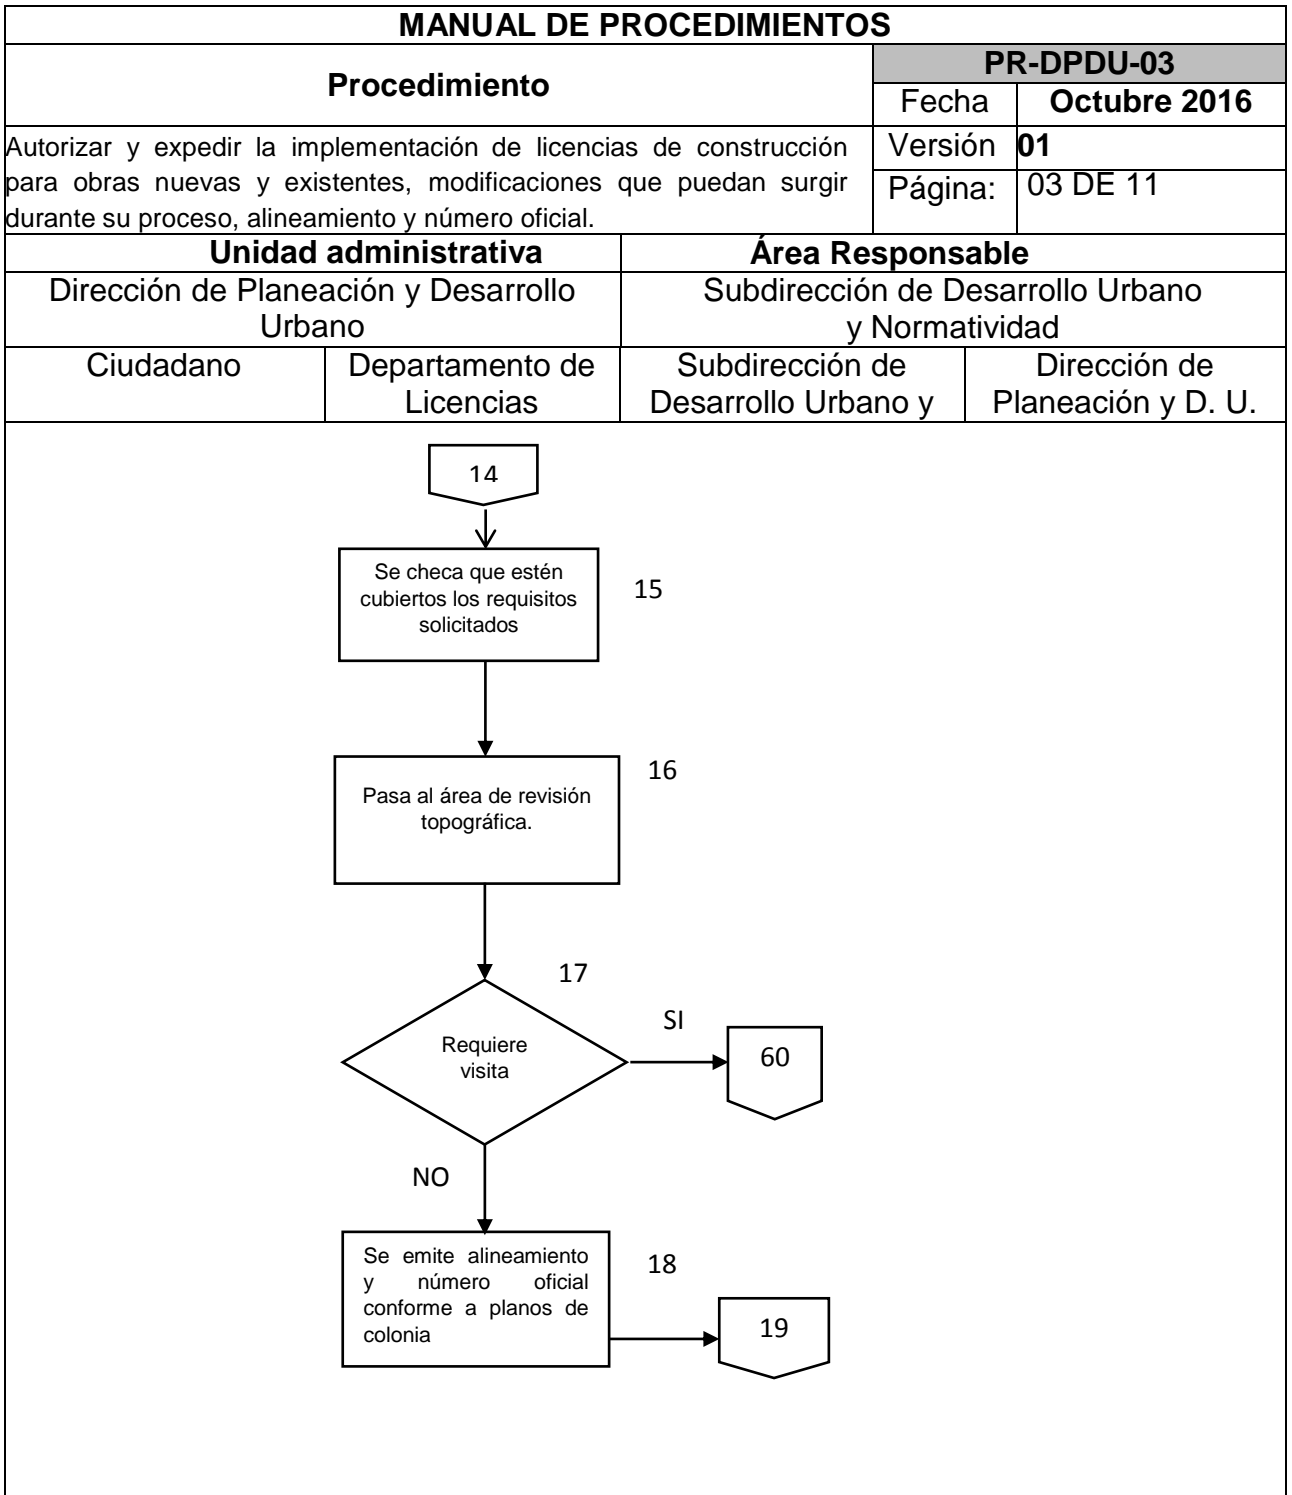 MANUAL DE PROCEDIMIENTOS
Procedimiento
PR-DPDU-03
Fecha
Octubre 2016
Autorizar y expedir la implementación de licencias de construcción
para obras nuevas y existentes, modificaciones que puedan surgir
durante su proceso, alineamiento y número oficial.
Versión
01
Página:
03 DE 11
Unidad administrativa
Área Responsable
Dirección de Planeación y Desarrollo
Urbano
Subdirección de Desarrollo Urbano
y Normatividad
Ciudadano
Departamento de
Licencias
Subdirección de
Desarrollo Urbano y
Dirección de
Planeación y D. U.
14
Se checa que estén
cubiertos los requisitos
solicitados
15
Pasa al área de revisión
topográfica.
16
17
Requiere
visita
SI
60
NO
Se emite alineamiento
y número oficial
conforme a planos de
colonia
18
19